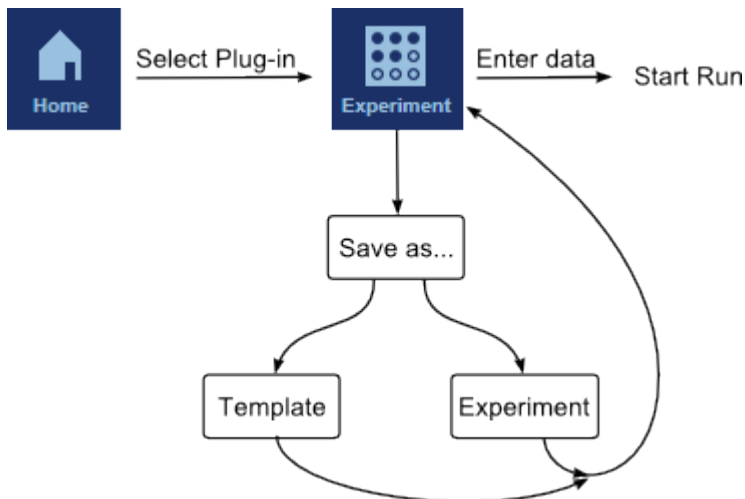 Home
Select Plug-in
Experiment
Enter data
Start Run
Save as...
Template
Experiment